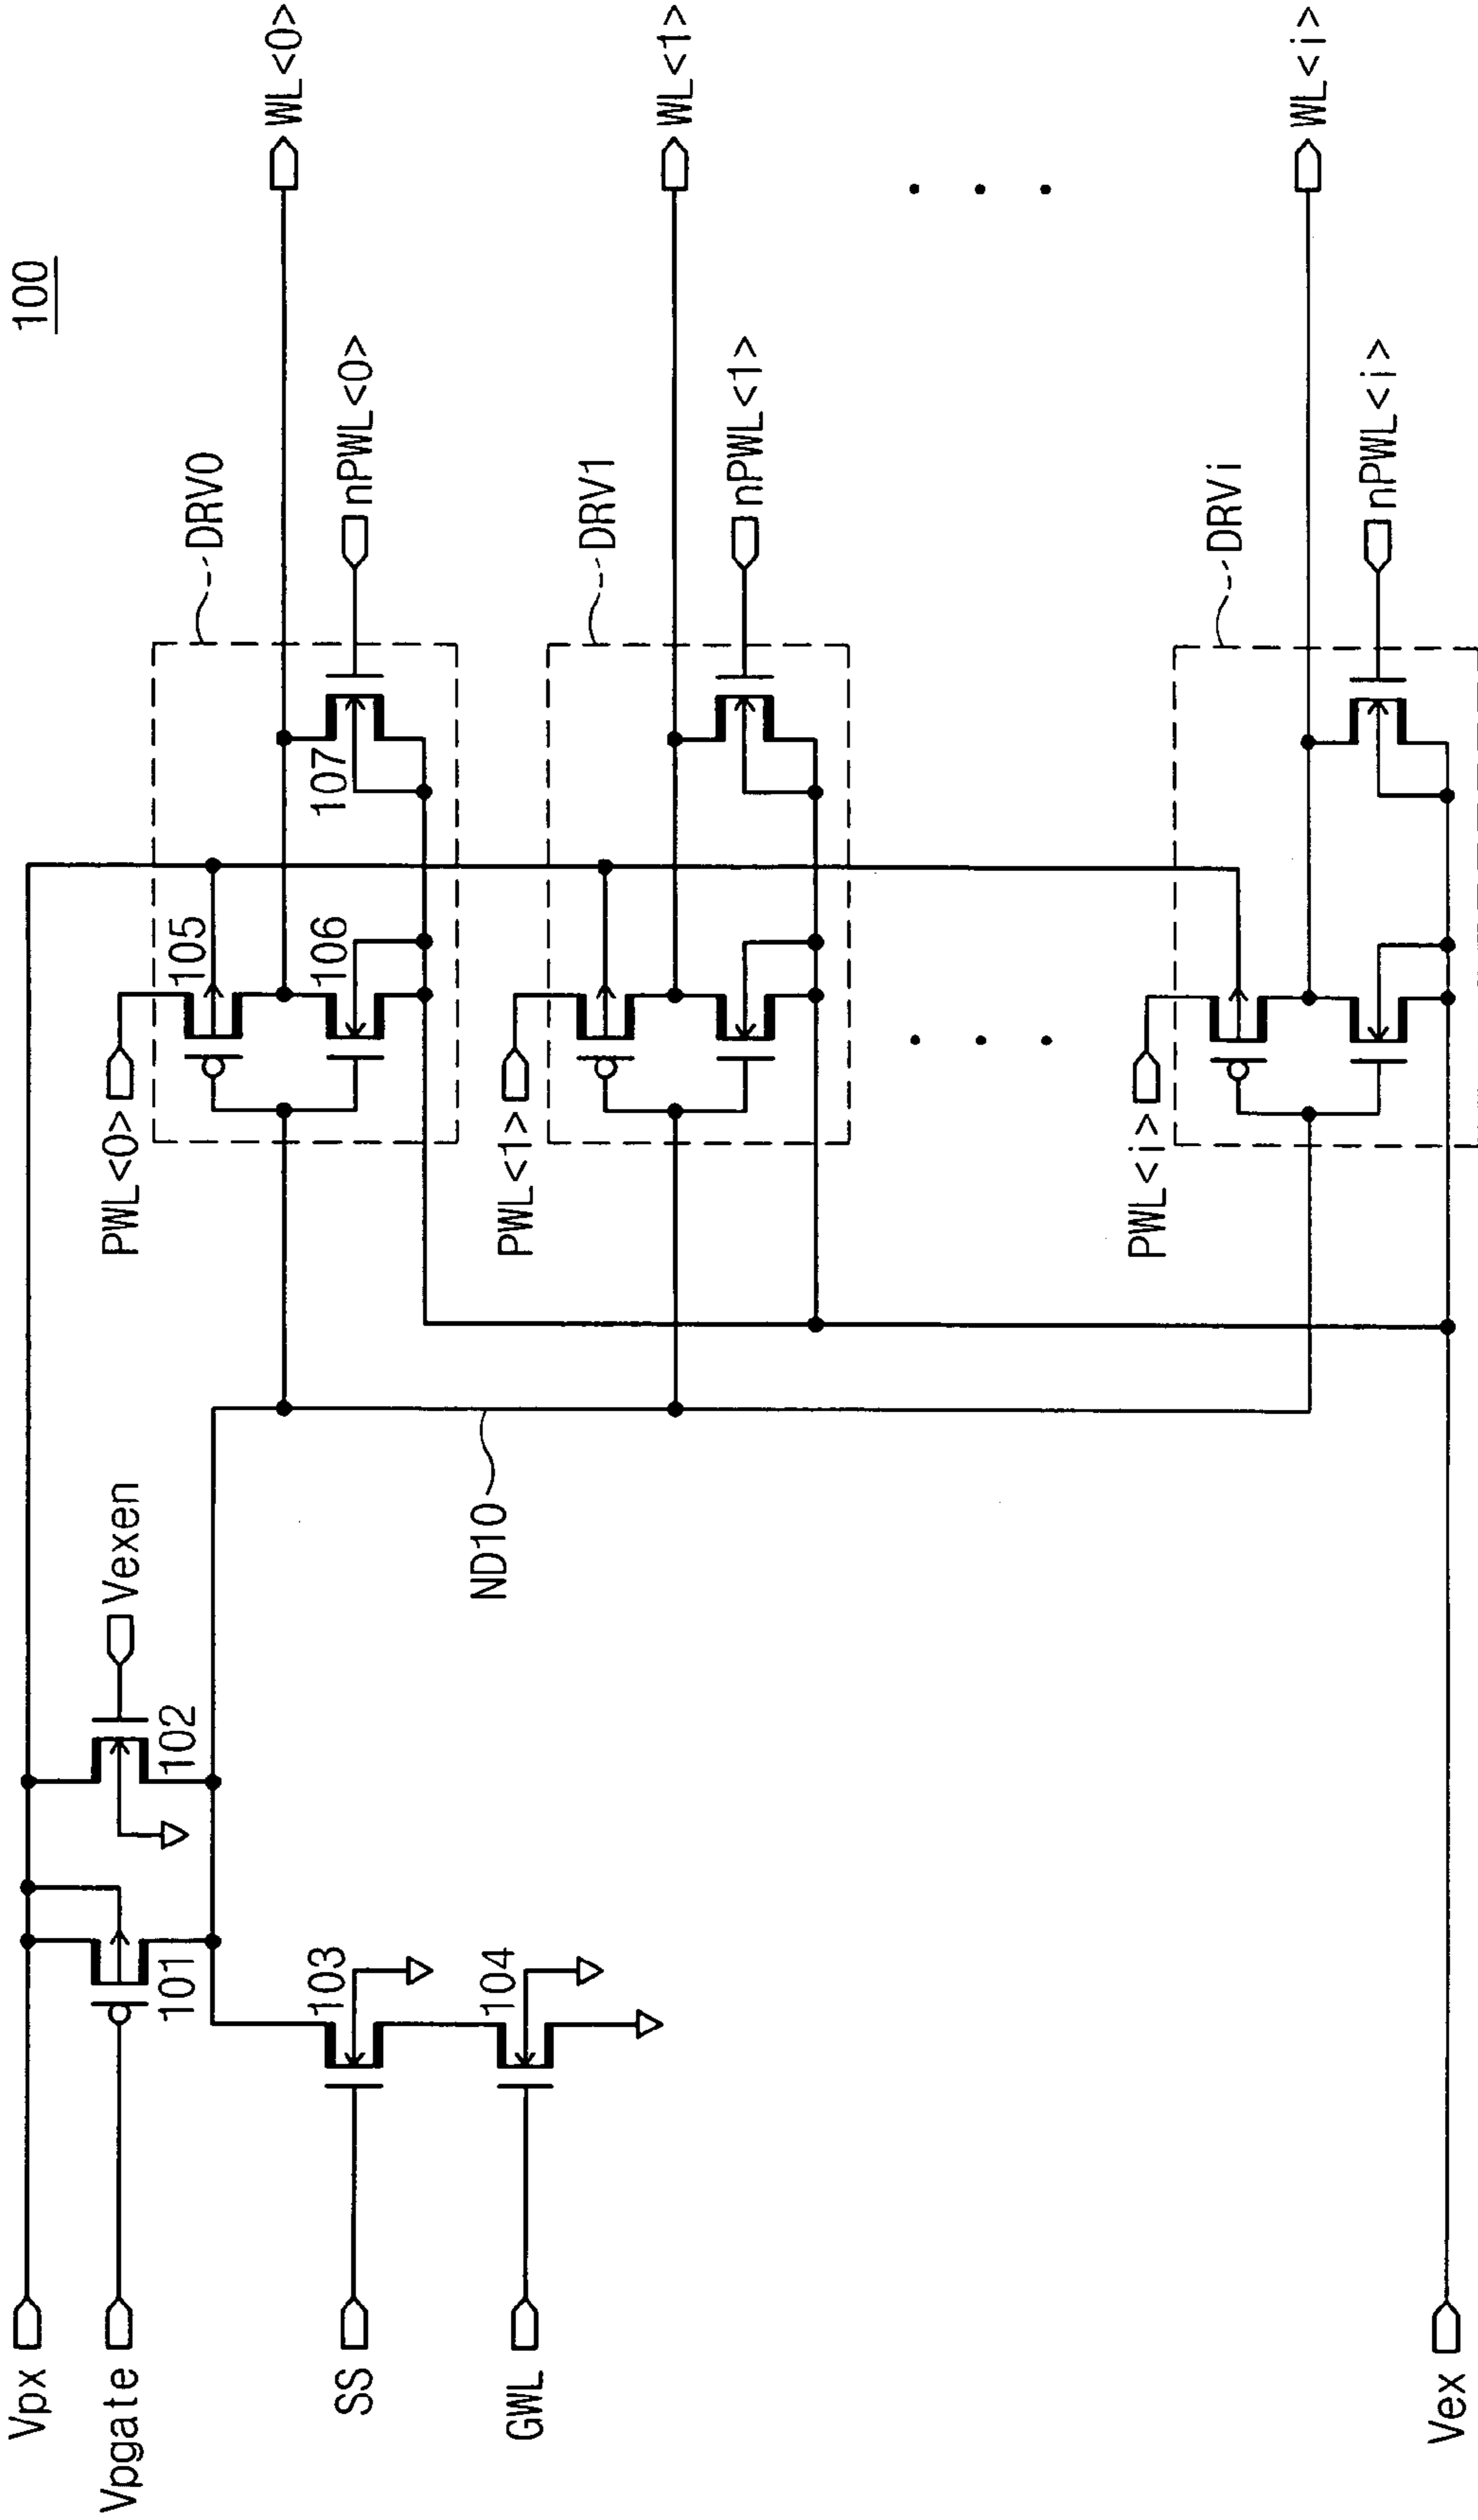 100
Vpx
Vpgate
SS
GWL
Vex
101
102
Vexen
103
104
ND10
PWL<0>
105
106
107
DRV0
nPWL<0>
WL<0>
PWL<1>
DRV1
nPWL<1>
WL<1>
PWL<i>
DRVi
nPWL<i>
WL<i>